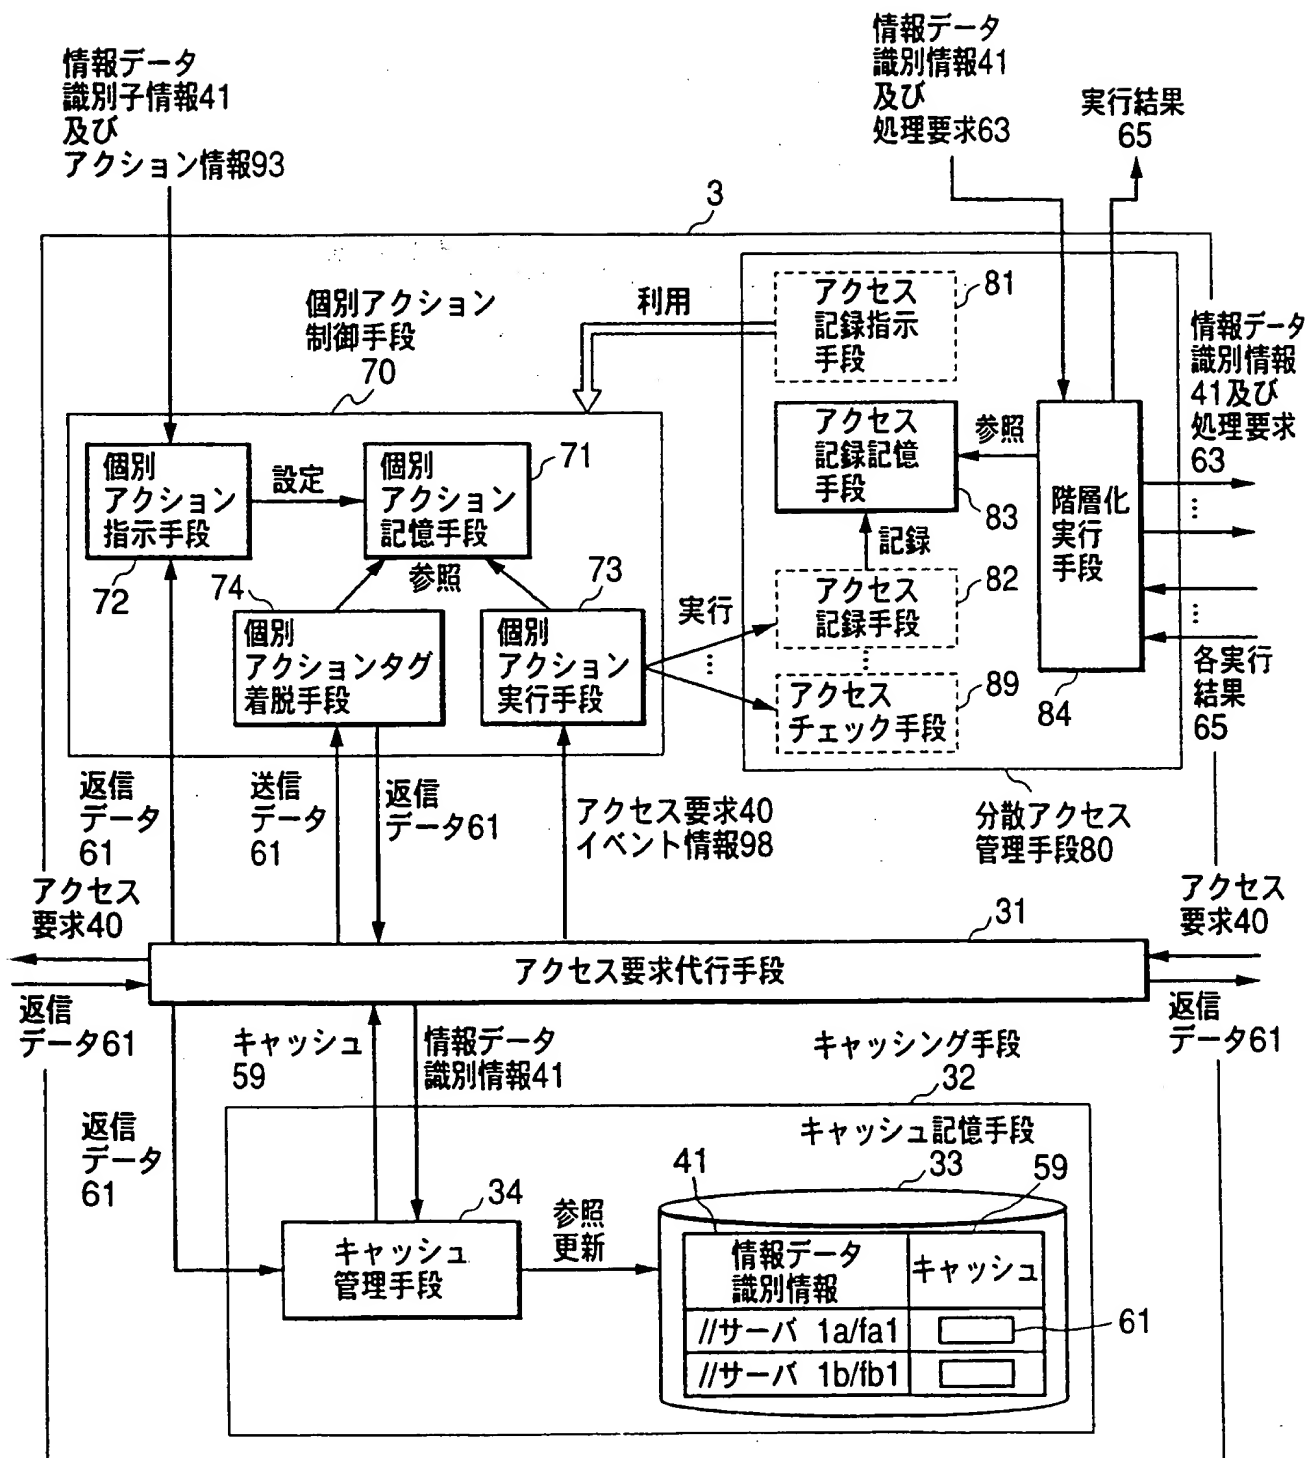 情報データ
識別子情報41
及び
アクション情報93
情報データ
識別情報41
及び
処理要求63
実行結果
65
3
個別アクション
制御手段
70
利用
アクセス
記録指示
手段
81
情報データ
識別情報
41及び
処理要求
63
個別
アクション
指示手段
72
設定
個別
アクション
記憶手段
71
アクセス
記録記憶
手段
83
参照
階層化
実行
手段
84
記録
参照
74
個別
アクションタグ
着脱手段
73
個別
アクション
実行手段
実行
アクセス
記録手段
82
アクセス
チェック手段
89
各実行
結果
65
返信
データ
61
送信
データ
61
返信
データ61
アクセス要求40
イベント情報98
分散アクセス
管理手段80
アクセス
要求40
31
アクセス
要求40
アクセス要求代行手段
返信
データ61
返信
データ61
キャッシュ
59
情報データ
識別情報41
キャッシング手段
32
返信
データ
61
キャッシュ記憶手段
33
41
59
34
キャッシュ
管理手段
参照
更新
情報データ
識別情報
キャッシュ
//サーバ 1a/fa1
61
//サーバ 1b/fb1